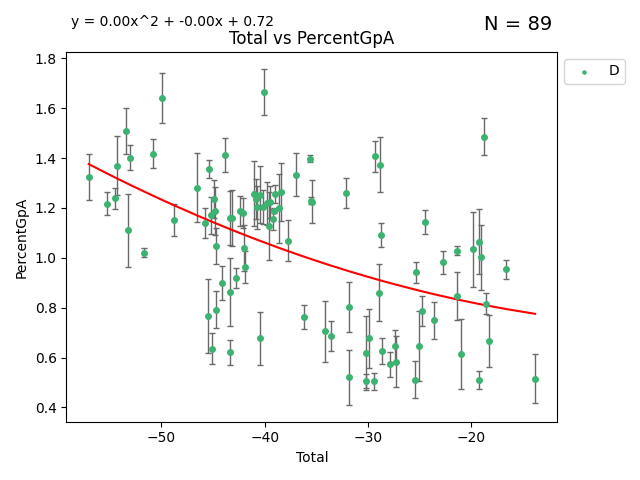 y = 0.00x^2 + -0.00x + 0.72
N = 89
Total vs PercentGpA
D
PercentGpA
1.8
1.6
1.4
1.2
1.0
0.8
0.6
0.4
−50
−40
−30
−20
Total